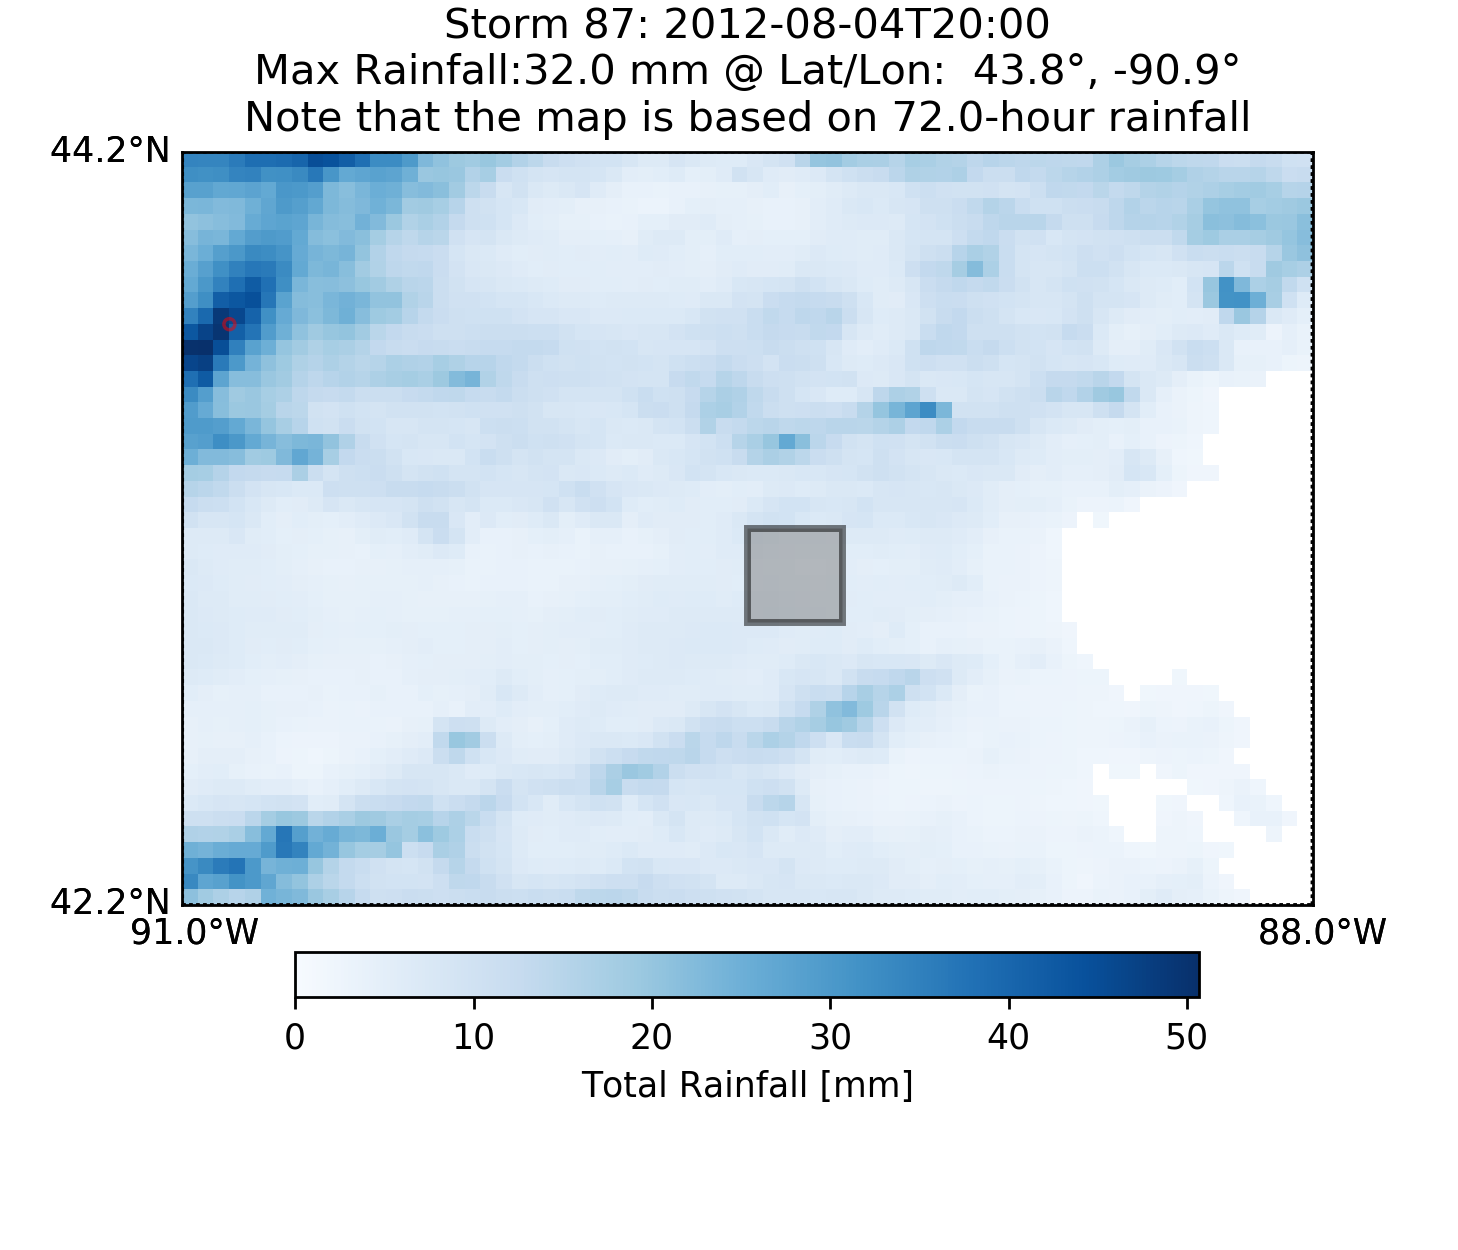 Storm 87: 2012-08-04T20:00
Max Rainfall:32.0 mm @ Lat/Lon:  43.8°, -90.9°
Note that the map is based on 72.0-hour rainfall
44.2°N
42.2°N
91.0°W 88.0°W
0 10 20 30 40 50
Total Rainfall [mm]